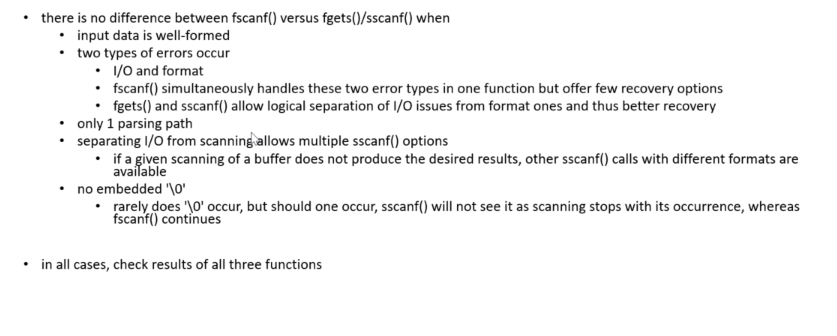 • there is no difference between fscanf() versus fgets()/sscanf() when
• input data is well-formed
• two types of errors occur
• I/O and format
• fscanf() simultaneously handles these two error types in one function but offer few recovery options
• fgets() and sscanf() allow logical separation of I/O issues from format ones and thus better recovery
• only 1 parsing path
• separating I/O from scanning allows multiple sscanf() options
• if a given scanning of a buffer does not produce the desired results, other sscanf() calls with different formats are
available
• no embedded '\0'
• rarely does '\0' occur, but should one occur, sscanf() will not see it as scanning stops with its occurrence, whereas
fscanf() continues
• in all cases, check results of all three functions